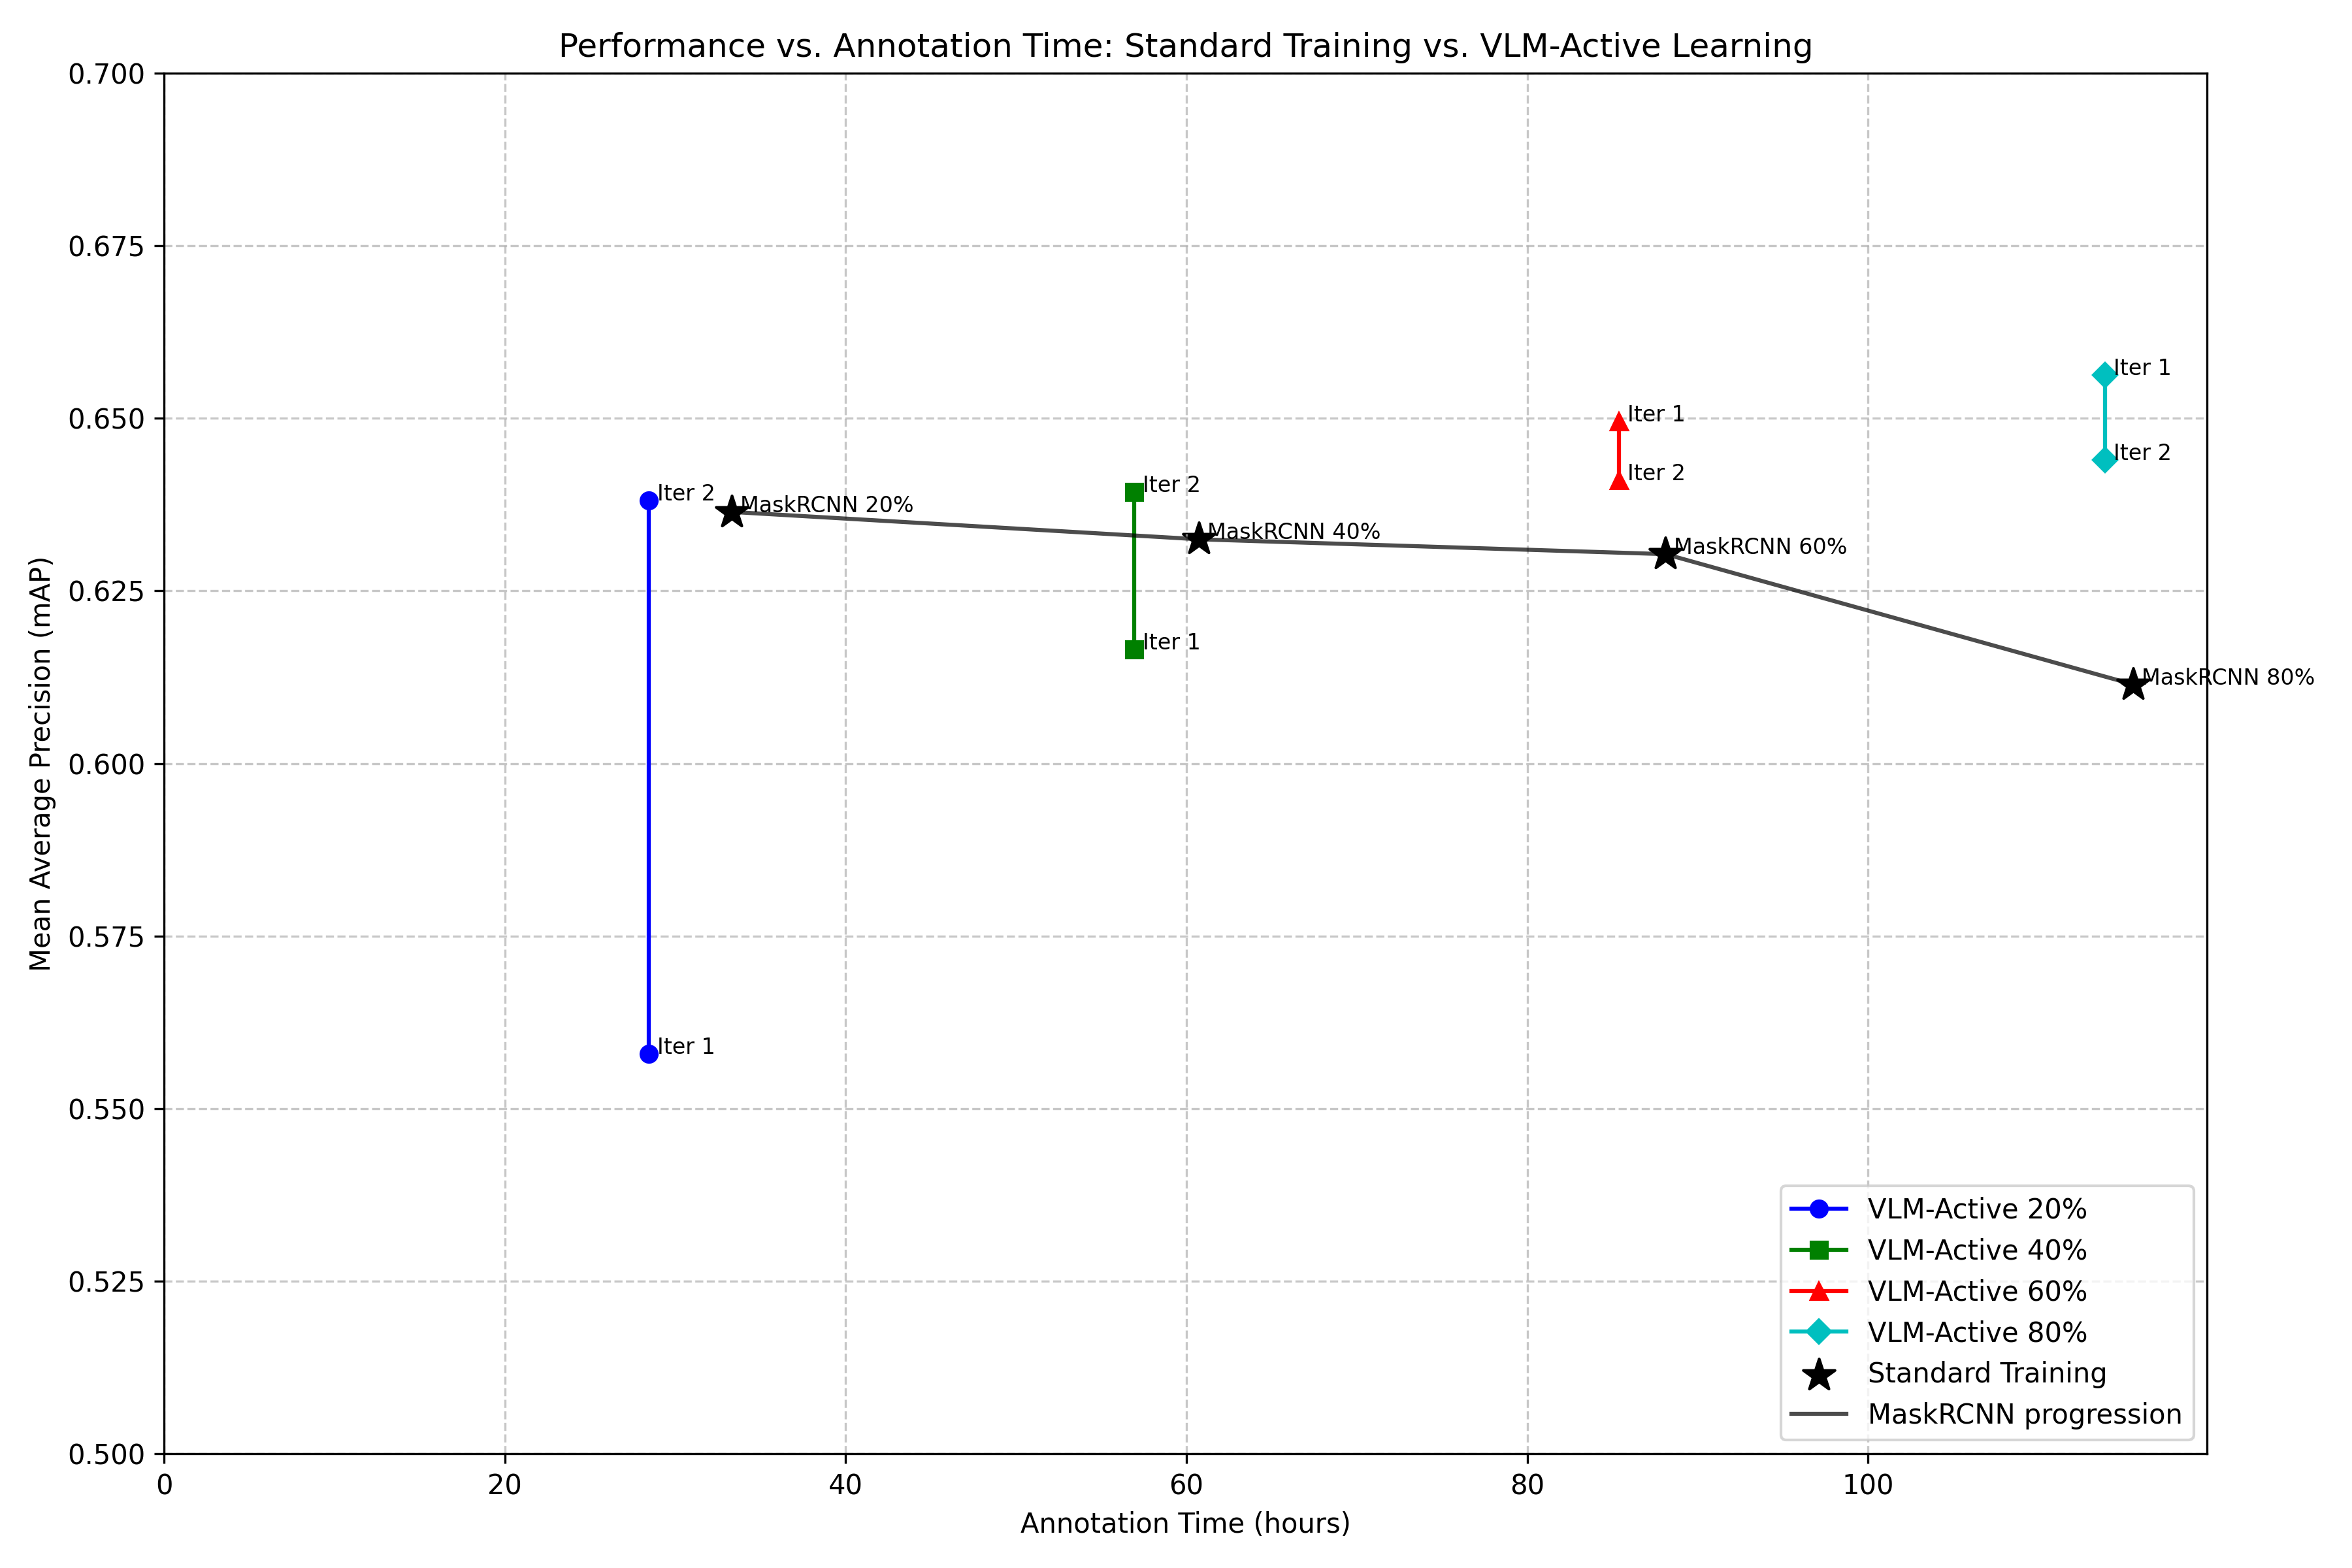 Performance vs. Annotation Time: Standard Training vs. VLM-Active Learning
Mean Average Precision (mAP)
0.700
0.675
0.650
0.625
0.600
0.575
0.550
0.525
0.500
Iter 1
Iter 1
Iter 2
Iter 2
Iter 2
Iter 2
MaskRCNN 20%
MaskRCNN 40%
MaskRCNN 60%
Iter 1
MaskRCNN 80%
Iter 1
VLM-Active 20%
VLM-Active 40%
VLM-Active 60%
VLM-Active 80%
Standard Training
MaskRCNN progression
0
20
40
60
80
100
Annotation Time (hours)